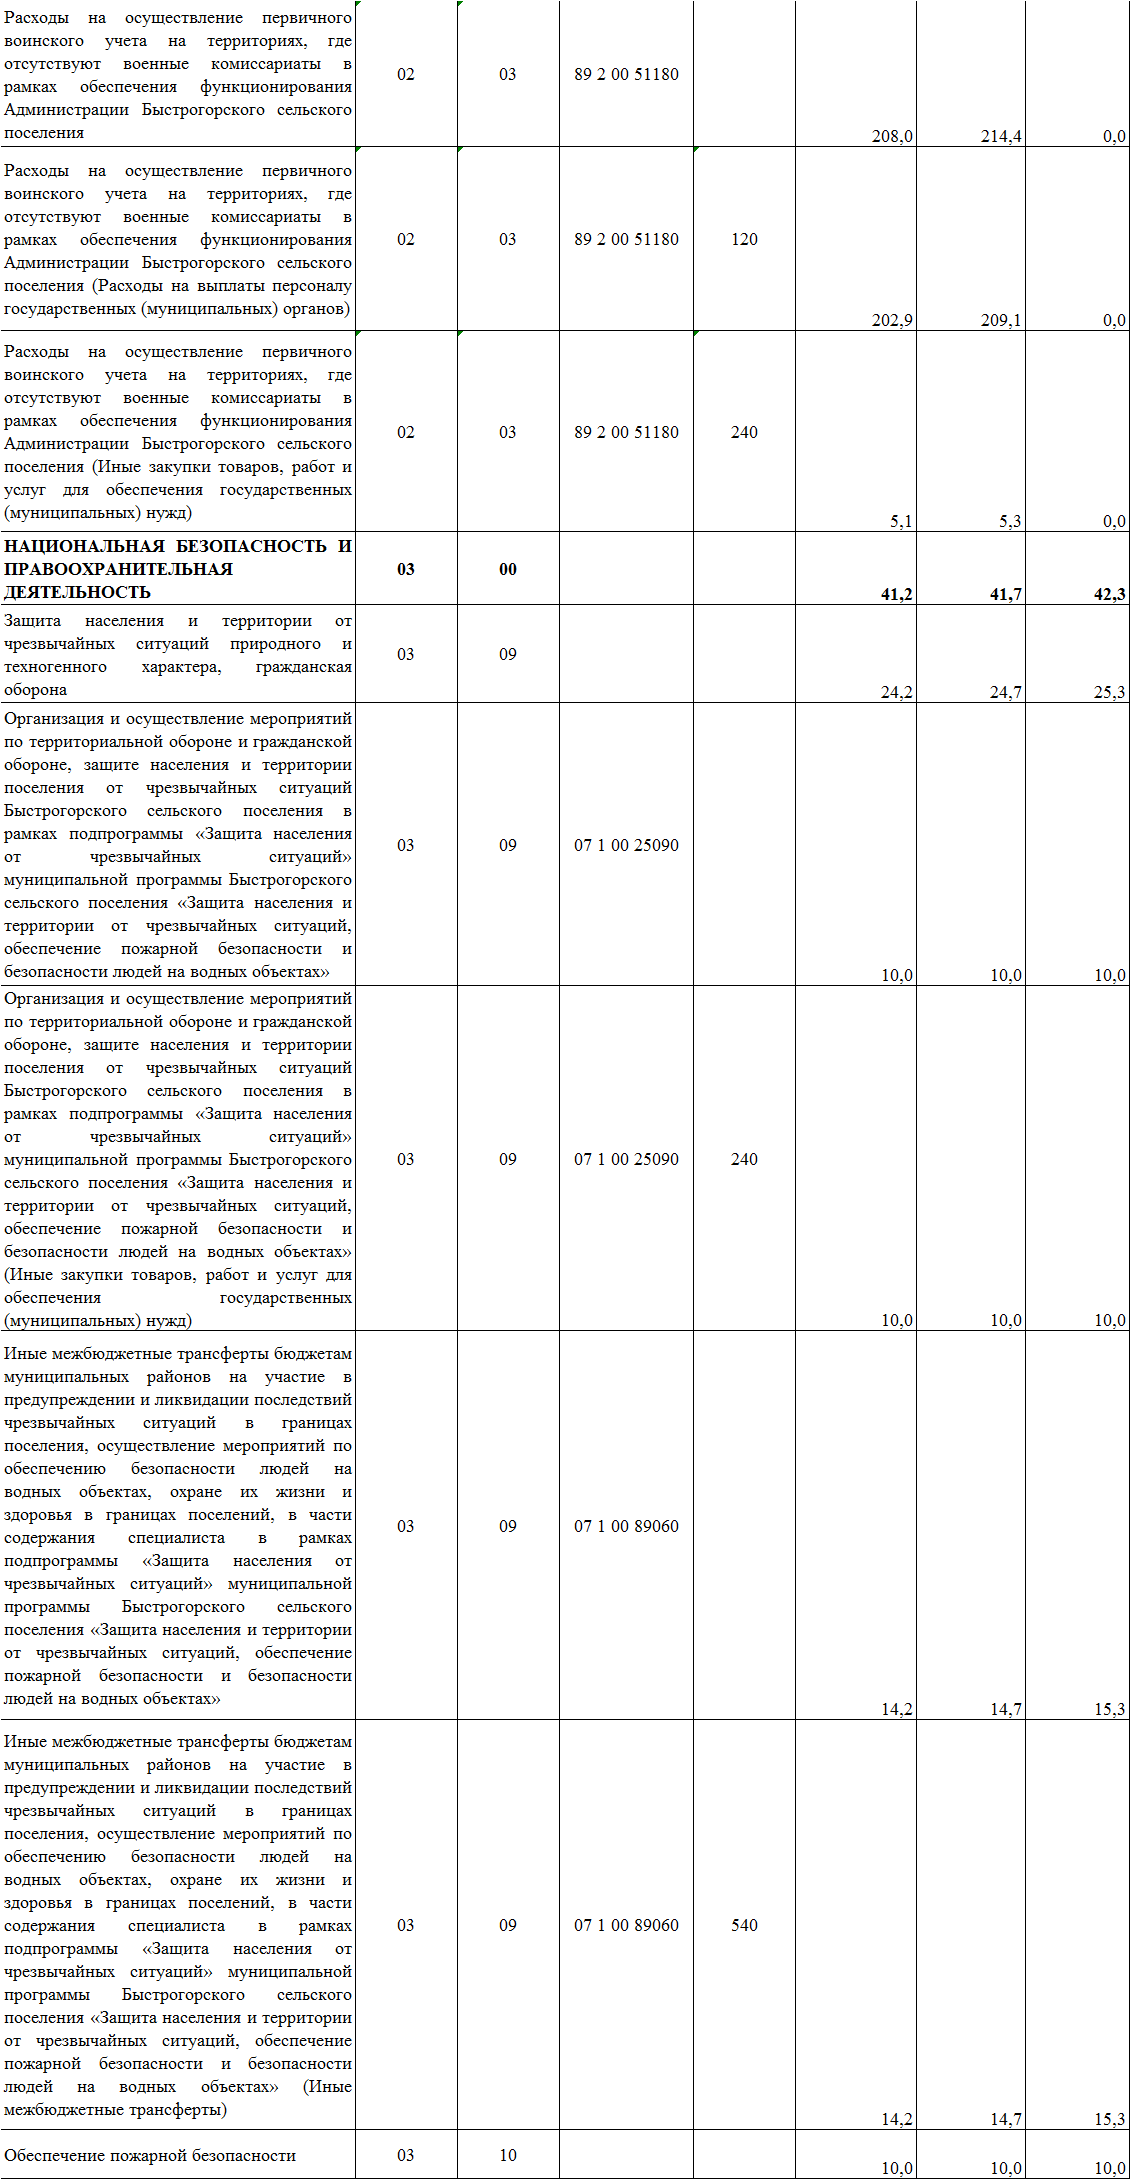 Расходы на осуществление первичного
воинского учета на территориях, где
отсутствуют военные комиссариаты в
рамках обеспечения функционирования
Администрации Быстрогорского сельского
поселения
02 03 89 2 00 51180 208,0 214,4 0,0
Расходы на осуществление первичного
воинского учета на территориях, где
отсутствуют военные комиссариаты в
рамках обеспечения функционирования
Администрации Быстрогорского сельского
поселения (Расходы на выплаты персоналу
государственных (муниципальных) органов)
02 03 89 2 00 51180 120 202,9 209,1 0,0
Расходы на осуществление первичного
воинского учета на территориях, где
отсутствуют военные комиссариаты в
рамках обеспечения функционирования
Администрации Быстрогорского сельского
поселения (Иные закупки товаров, работ и
услуг для обеспечения государственных
(муниципальных) нужд)
02 03 89 2 00 51180 240 5,1 5,3 0,0
НАЦИОНАЛЬНАЯ БЕЗОПАСНОСТЬ И
ПРАВООХРАНИТЕЛЬНАЯ
ДЕЯТЕЛЬНОСТЬ
03 00 41,2 41,7 42,3
Защита населения и территории от
чрезвычайных ситуаций природного и
техногенного характера, гражданская
оборона
03 09 24,2 24,7 25,3
Организация и осуществление мероприятий
по территориальной обороне и гражданской
обороне, защите населения и территории
поселения от чрезвычайных ситуаций
Быстрогорского сельского поселения в
рамках подпрограммы «Защита населения
от чрезвычайных ситуаций»
муниципальной программы Быстрогорского
сельского поселения «Защита населения и
территории от чрезвычайных ситуаций,
обеспечение пожарной безопасности и
безопасности людей на водных объектах»
03 09 07 1 00 25090 10,0 10,0 10,0
Организация и осуществление мероприятий
по территориальной обороне и гражданской
обороне, защите населения и территории
поселения от чрезвычайных ситуаций
Быстрогорского сельского поселения в
рамках подпрограммы «Защита населения
от чрезвычайных ситуаций»
муниципальной программы Быстрогорского
сельского поселения «Защита населения и
территории от чрезвычайных ситуаций,
обеспечение пожарной безопасности и
безопасности людей на водных объектах»
(Иные закупки товаров, работ и услуг для
обеспечения государственных
(муниципальных) нужд)
03 09 07 1 00 25090 240 10,0 10,0 10,0
Иные межбюджетные трансферты бюджетам
муниципальных районов на участие в
предупреждении и ликвидации последствий
чрезвычайных ситуаций в границах
поселения, осуществление мероприятий по
обеспечению безопасности людей на
водных объектах, охране их жизни и
здоровья в границах поселений, в части
содержания специалиста в рамках
подпрограммы «Защита населения от
чрезвычайных ситуаций» муниципальной
программы Быстрогорского сельского
поселения «Защита населения и территории
от чрезвычайных ситуаций, обеспечение
пожарной безопасности и безопасности
людей на водных объектах»
03 09 07 1 00 89060 14,2 14,7 15,3
Иные межбюджетные трансферты бюджетам
муниципальных районов на участие в
предупреждении и ликвидации последствий
чрезвычайных ситуаций в границах
поселения, осуществление мероприятий по
обеспечению безопасности людей на
водных объектах, охране их жизни и
здоровья в границах поселений, в части
содержания специалиста в рамках
подпрограммы «Защита населения от
чрезвычайных ситуаций» муниципальной
программы Быстрогорского сельского
поселения «Защита населения и территории
от чрезвычайных ситуаций, обеспечение
пожарной безопасности и безопасности
людей на водных объектах» (Иные
межбюджетные трансферты)
03 09 07 1 00 89060 540 14,2 14,7 15,3
Обеспечение пожарной безопасности 03 10 10,0 10,0 10,0